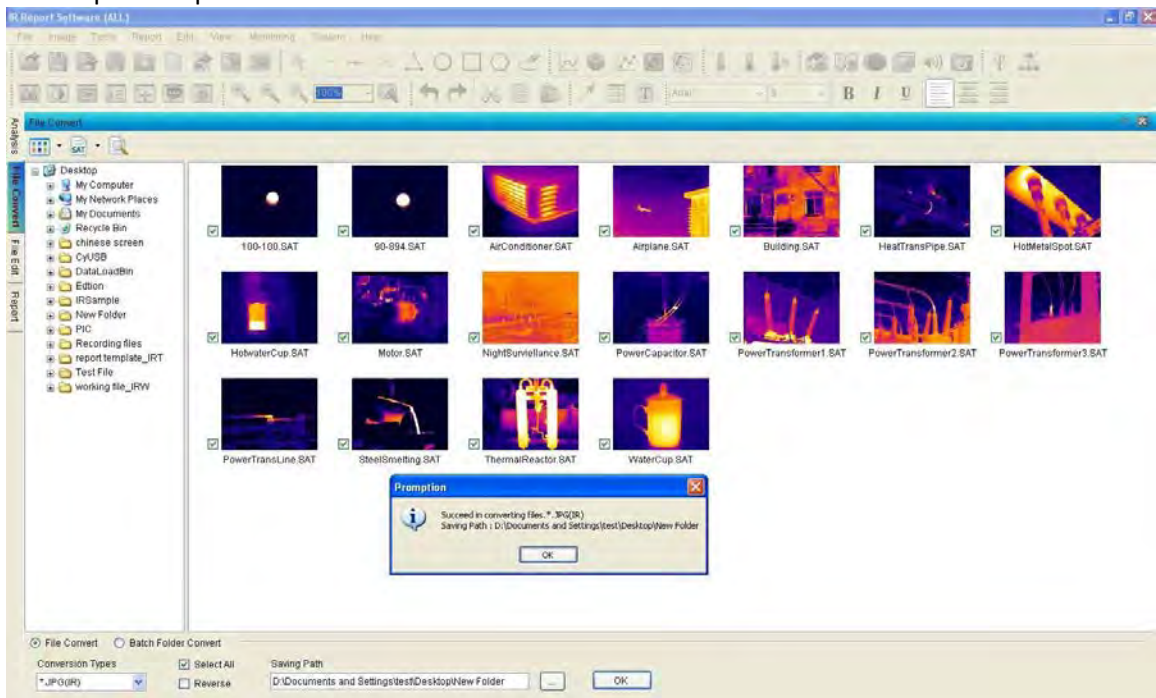 IR Report Software (ALL)
File Image Tools Report Edit View Monitoring System Help
100%
Arial 9 B I U
File Convert
Analysis
File Convert
File Edit
Report
SAT
Desktop
My Computer
My Network Places
My Documents
Recycle Bin
chinese screen
CyUSB
DataLoadBin
Edtion
IRSample
New Folder
PIC
Recording files
report template_IRT
Test File
working file_IRW
100-100.SAT 90-894.SAT AirConditioner.SAT Airplane.SAT Building.SAT HeatTransPipe.SAT HotMetalSpot.SAT
HotwaterCup.SAT Motor.SAT NightSurviellance.SAT PowerCapacitor.SAT PowerTransformer1.SAT PowerTransformer2.SAT PowerTransformer3.SAT
PowerTransLine.SAT SteelSmelting.SAT ThermalReactor.SAT WaterCup.SAT
Promption
Succeed in converting files.*.JPG(IR)
Saving Path : D:\Documents and Settings\test\Desktop\New Folder
OK
File Convert Batch Folder Convert
Conversion Types Select All Saving Path
*.JPG(IR) Reverse D:\Documents and Settings\test\Desktop\New Folder ... OK